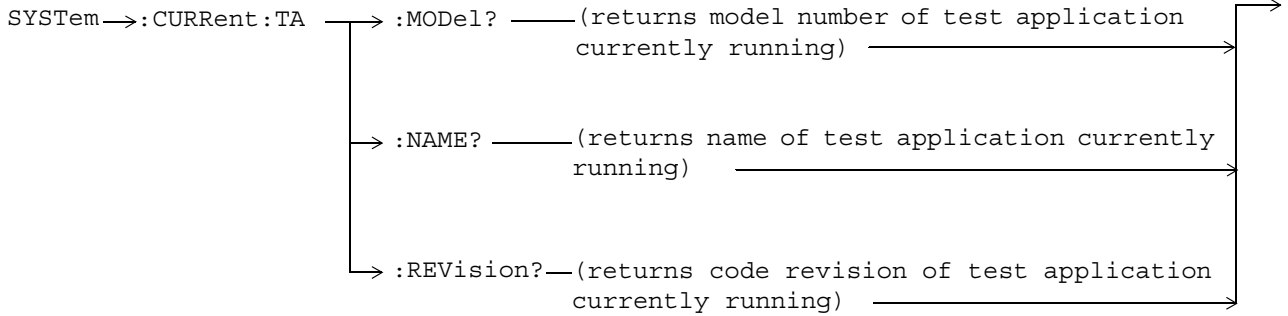 SYSTem :CURRent:TA :MODel? (returns model number of test application
currently running)
:NAME? (returns name of test application currently
running)
:REVision? (returns code revision of test application
currently running)